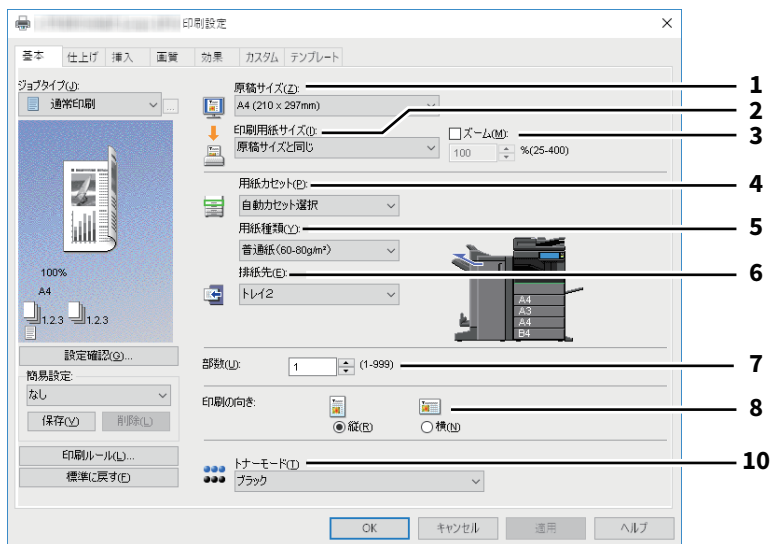 印刷設定
基本 仕上げ 挿入 画質 効果 カスタム テンプレート
ジョブタイプ(J):
通常印刷
...
100%
A4
1.2.3 1.2.3
設定確認(G)...
簡易設定:
なし
保存(V) 削除(L)
印刷ルール(L)...
標準に戻す(F)
原稿サイズ(Z): 1
A4 (210 x 297mm)
2
印刷用紙サイズ(I): ズーム(M): 3
原稿サイズと同じ 100 %(25-400)
用紙カセット(P): 4
自動カセット選択
用紙種類(Y): 5
普通紙(60-80g/m²)
排紙先(E): 6
トレイ2
A4
A3
A4
B4
部数(U): 1 (1-999) 7
印刷の向き: 8
縦(R) 横(N)
トナーモード(T) 10
ブラック
OK キャンセル 適用 ヘルプ